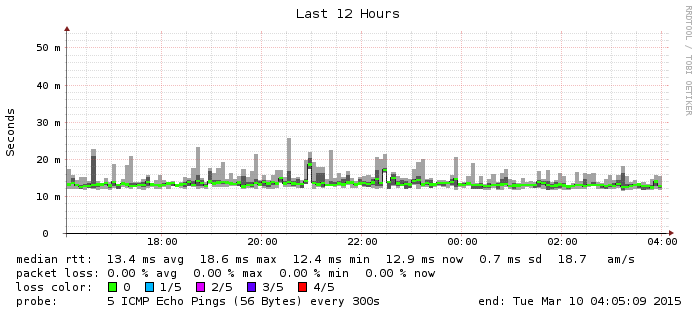 Last 12 Hours
RRDTOOL / TOBI OETIKER
Seconds
50 m
40 m
30 m
20 m
10 m
0
18:00 20:00 22:00 00:00 02:00 04:00
median rtt: 13.4 ms avg 18.6 ms max 12.4 ms min 12.9 ms now 0.7 ms sd 18.7 am/s
packet loss: 0.00 % avg 0.00 % max 0.00 % min 0.00 % now
loss color: 0 1/5 2/5 3/5 4/5
probe: 5 ICMP Echo Pings (56 Bytes) every 300s end: Tue Mar 10 04:05:09 2015